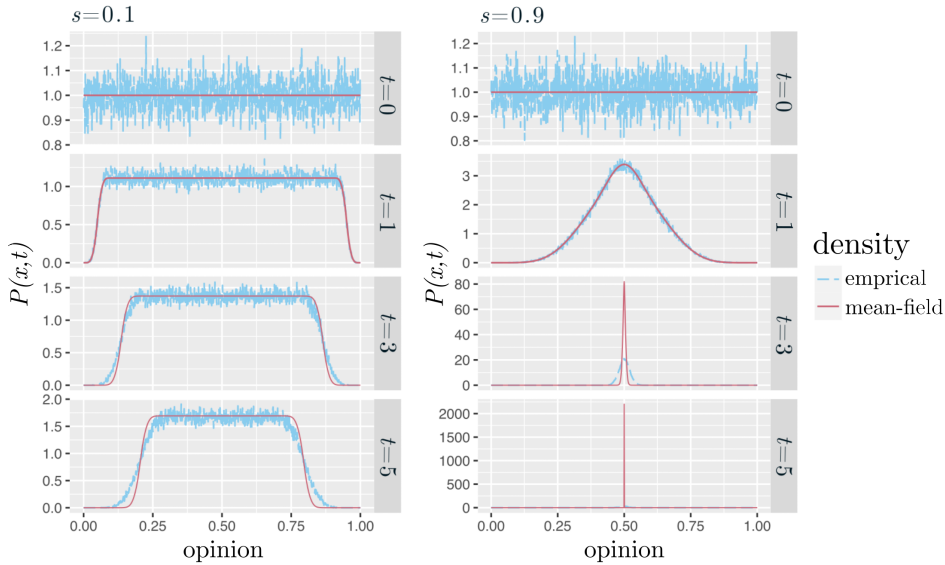 s=0.1
1.2
1.1
1.0
0.9
0.8
t=0
1.0
0.5
0.0
t=1
1.5
1.0
0.5
0.0
t=3
2.0
1.5
1.0
0.5
0.0
t=5
P(x,t)
0.00 0.25 0.50 0.75 1.00
opinion
s=0.9
1.2
1.1
1.0
0.9
0.8
t=0
3
2
1
0
t=1
80
60
40
20
0
t=3
2000
1500
1000
500
0
t=5
P(x,t)
0.00 0.25 0.50 0.75 1.00
opinion
density
emprical
mean-field